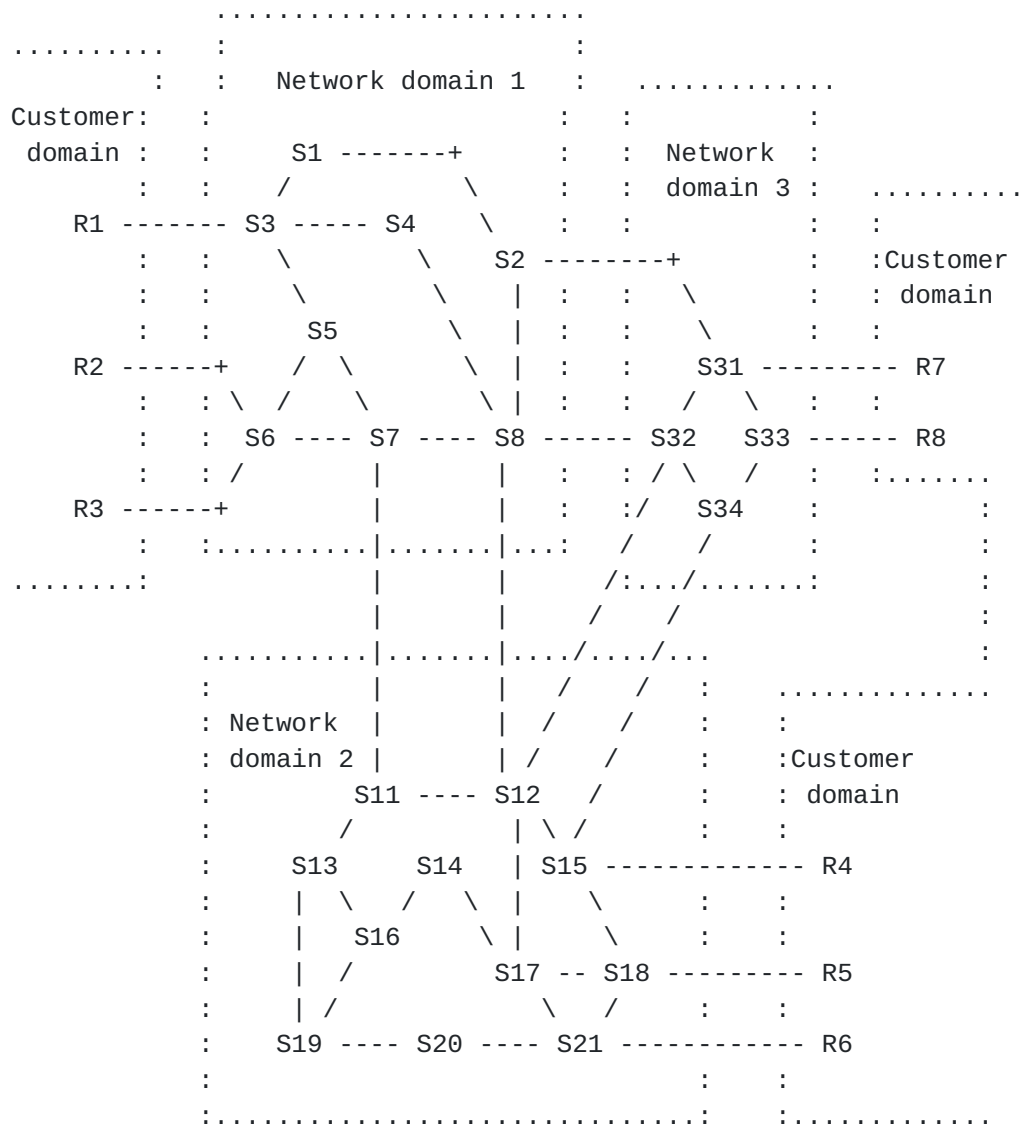 ........................
 ..........   :                       :
          :   :   Network domain 1   :   .............
Customer:    :                      :   :           :
 domain :    :     S1 -------+      :   :  Network  :
        :    :    /           \     :   :  domain 3 :   ..........
    R1 ------- S3 ----- S4     \    :   :           :   :
        :    :    \       \    S2 --------+        :   :Customer
        :    :     \       \    |  :   :   \       :   : domain
        :    :      S5      \   |  :   :    \      :   :
    R2 ------+     / \       \  |  :   :    S31 --------- R7
        :    : \  /   \       \ |  :   :   /   \   :   :
        :    :  S6 ---- S7 ---- S8 ------ S32   S33 ------ R8
        :    : /        |       |   :   : / \   /   :   :.......
    R3 ------+          |       |   :   :/   S34    :          :
        :    :..........|.......|...:   /    /      :          :
........:               |       |      /:.../.......:          :
                        |       |     /    /                   :
             ...........|.......|..../..../...                 :
             :          |       |   /    /   :    .............
             : Network  |       |  /    /    :    :
             : domain 2 |       | /    /     :    :Customer
             :         S11 ---- S12   /      :    : domain
             :        /          | \ /       :    :
             :     S13     S14   | S15 ------------- R4
             :     |  \   /   \  |    \      :    :
             :     |   S16     \ |     \     :    :
             :     |  /         S17 -- S18 --------- R5
             :     | /             \   /     :    :
             :    S19 ---- S20 ---- S21 ------------ R6
             :                               :    :
             :...............................:    :.............